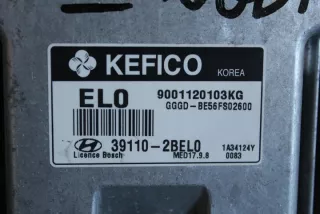 KEFICO KOREA
EL0 9001120103KG
GGGD-BE56FS02600
39110-2BEL0 1A34124Y
Licence Bosch MED17.9.8 0083